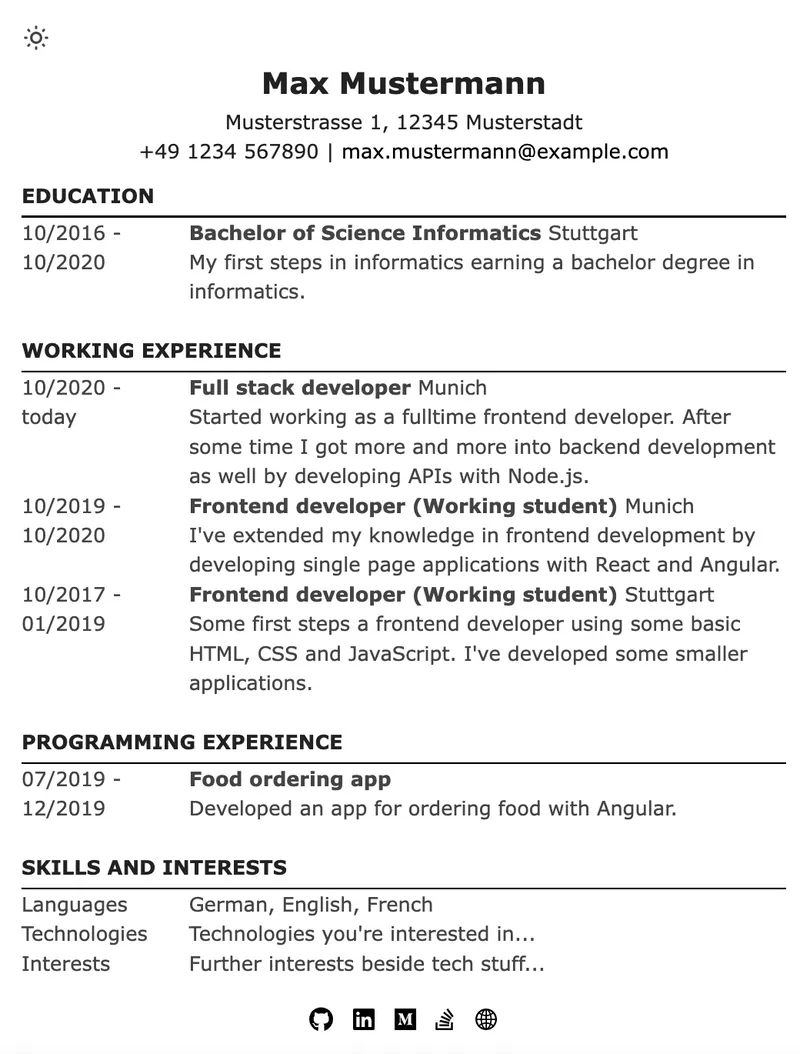 Max Mustermann
Musterstrasse 1, 12345 Musterstadt
+49 1234 567890 | max.mustermann@example.com
EDUCATION
10/2016 - Bachelor of Science Informatics Stuttgart
10/2020 My first steps in informatics earning a bachelor degree in
informatics.
WORKING EXPERIENCE
10/2020 - Full stack developer Munich
today Started working as a fulltime frontend developer. After
some time I got more and more into backend development
as well by developing APIs with Node.js.
10/2019 - Frontend developer (Working student) Munich
10/2020 I've extended my knowledge in frontend development by
developing single page applications with React and Angular.
10/2017 - Frontend developer (Working student) Stuttgart
01/2019 Some first steps a frontend developer using some basic
HTML, CSS and JavaScript. I've developed some smaller
applications.
PROGRAMMING EXPERIENCE
07/2019 - Food ordering app
12/2019 Developed an app for ordering food with Angular.
SKILLS AND INTERESTS
Languages German, English, French
Technologies Technologies you're interested in...
Interests Further interests beside tech stuff...